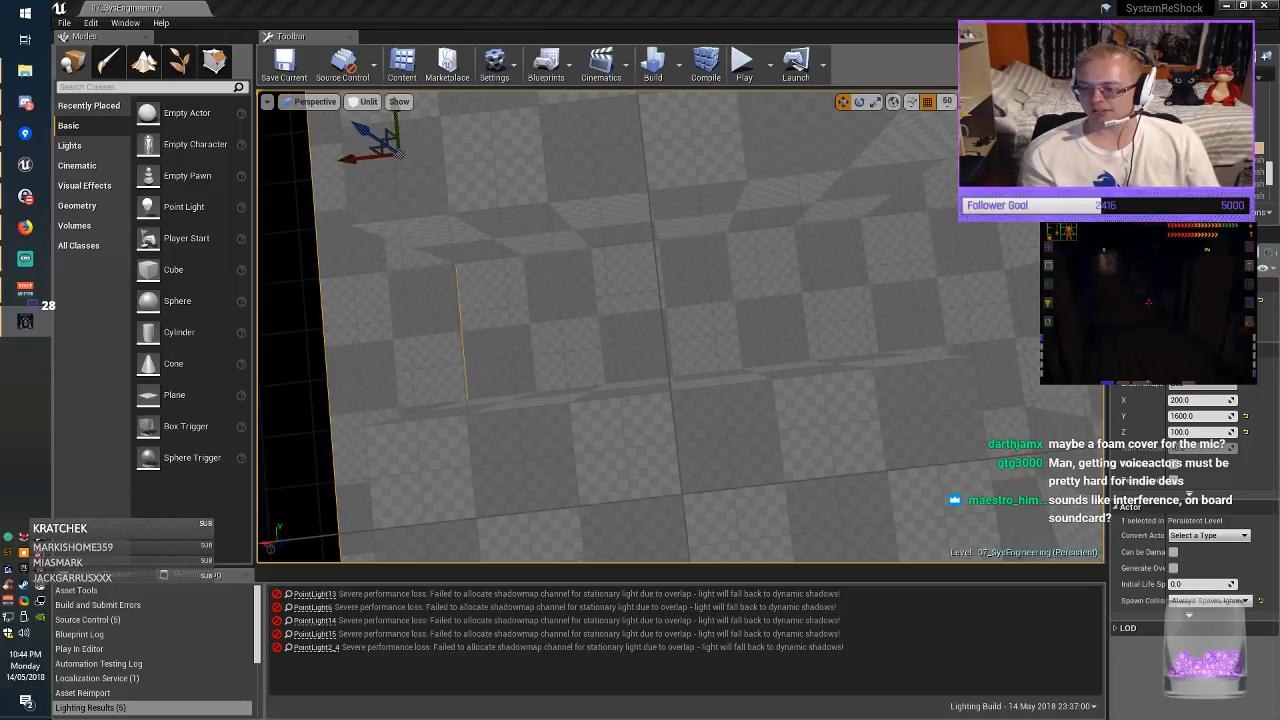 07_SysEngineering*
SystemReShock
File Edit Window Help
Modes
Toolbar
Save Current
Source Control
Content
Marketplace
Settings
Blueprints
Cinematics
Build
Compile
Play
Launch
Search Classes
Recently Placed
Basic
Lights
Cinematic
Visual Effects
Geometry
Volumes
All Classes
Empty Actor
Empty Character
Empty Pawn
Point Light
Player Start
Cube
Sphere
Cylinder
Cone
Plane
Box Trigger
Sphere Trigger
Perspective Unlit Show
50
Follower Goal 2416 5000
28
X 200.0
Y 1600.0
Z 100.0
darthjamx maybe a foam cover for the mic?
gtg3000 Man, getting voiceactors must be
pretty hard for indie devs
maestro_him... sounds like interference, on board
soundcard?
Actor
1 selected in Persistent Level
Convert Acto Select a Type
Can be Dama
Generate Ove
Initial Life Sp 0.0
Spawn Collisi Always Spawn, Ignore
LOD
Level: 07_SysEngineering (Persistent)
KRATCHEK SUB
MARKISHOME359 SUB
MIASMARK SUB
JACKGARRUSXXX SUB
Asset Tools
Build and Submit Errors
Source Control (5)
Blueprint Log
Play In Editor
Automation Testing Log
Localization Service (1)
Asset Reimport
Lighting Results (5)
PointLight13 Severe performance loss: Failed to allocate shadowmap channel for stationary light due to overlap - light will fall back to dynamic shadows!
PointLight6 Severe performance loss: Failed to allocate shadowmap channel for stationary light due to overlap - light will fall back to dynamic shadows!
PointLight14 Severe performance loss: Failed to allocate shadowmap channel for stationary light due to overlap - light will fall back to dynamic shadows!
PointLight15 Severe performance loss: Failed to allocate shadowmap channel for stationary light due to overlap - light will fall back to dynamic shadows!
PointLight2_4 Severe performance loss: Failed to allocate shadowmap channel for stationary light due to overlap - light will fall back to dynamic shadows!
Lighting Build - 14 May 2018 23:37:00
10:44 PM
Monday
14/05/2018